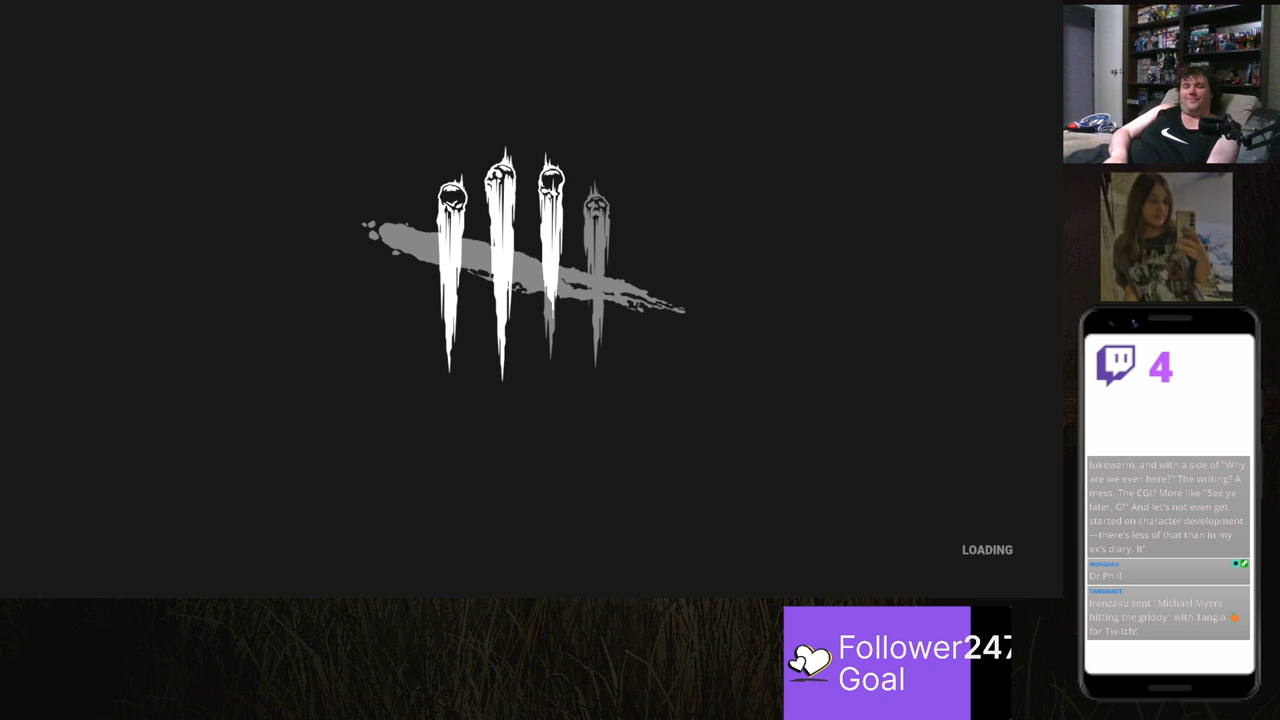 4
lukewarm, and with a side of "Why
are we even here?" The writing? A
mess. The CGI? More like "See ya
later, G!" And let's not even get
started on character development
—there's less of that than in my
ex's diary. It'
IRONZAKU
Dr Phil!
TANGIABOT
Ironzaku sent "Michael Myers
hitting the griddy" with Tangia
for Twitch!
LOADING
Follower 247
Goal